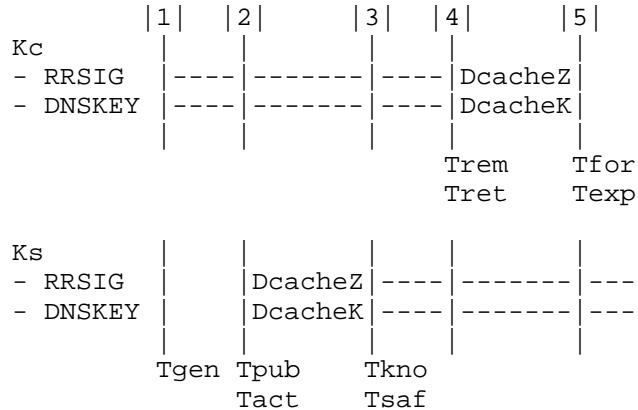 |1|  |2|     |3|  |4|     |5|
Kc        |    |       |    |       |
- RRSIG   |----|-------|----|DcacheZ|
- DNSKEY  |----|-------|----|DcacheK|
          |    |       |    |       |
                           Trem    Tfor
                           Tret    Texp

Ks        |    |       |    |       |
- RRSIG   |    |DcacheZ|----|-------|---
- DNSKEY  |    |DcacheK|----|-------|---
          |    |       |    |       |
         Tgen Tpub    Tkno
              Tact    Tsaf